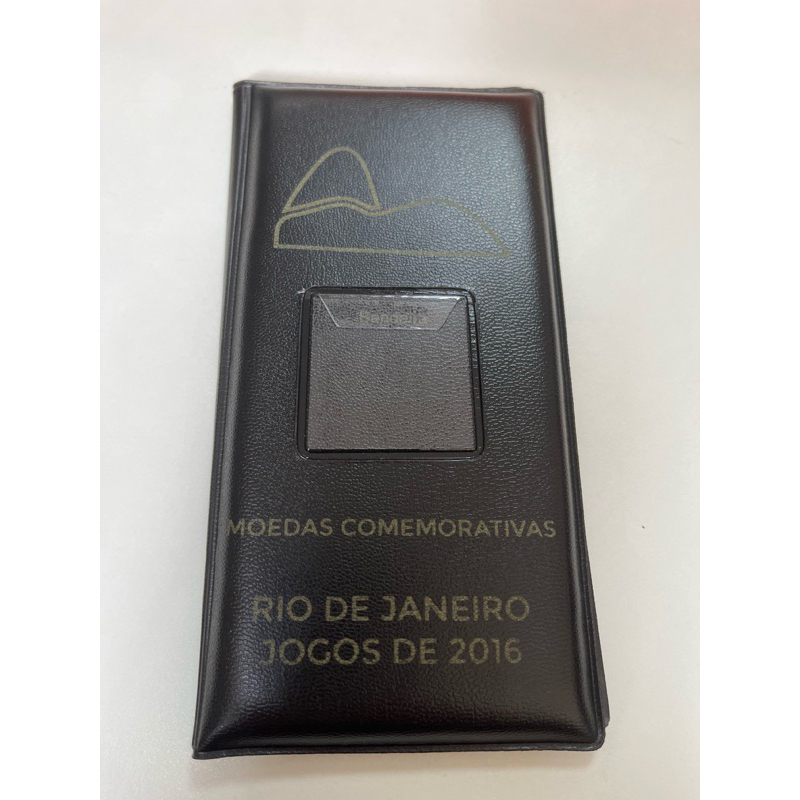 MOEDAS COMEMORATIVAS
RIO DE JANEIRO
JOGOS DE 2016